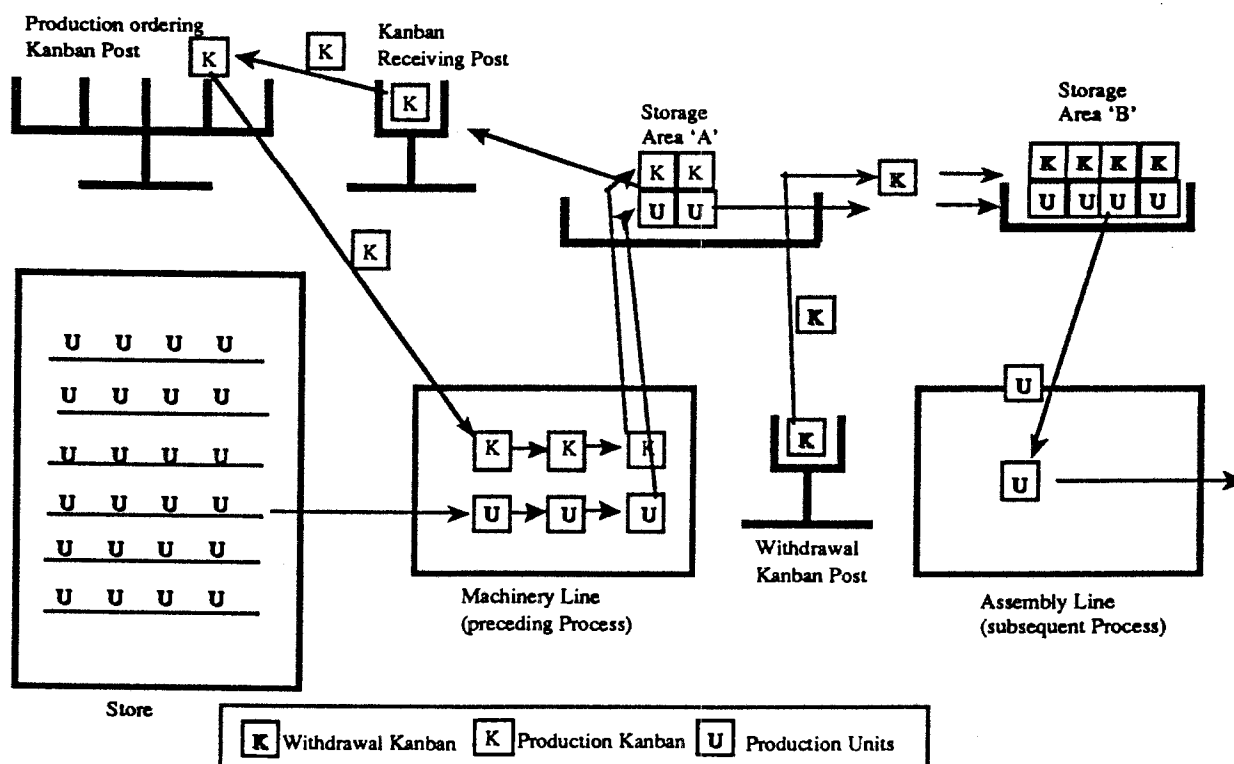 Production ordering
Kanban Post
K
K
Kanban
Receiving Post
K
Storage
Area 'A'
K K
U U
K
Storage
Area 'B'
K K K K
U U U U
K
K
U U U U
U U U U
U U U U
U U U U
U U U U
U U U U
Store
K K K
U U U
Machinery Line
(preceding Process)
K
Withdrawal
Kanban Post
U
U
Assembly Line
(subsequent Process)
K Withdrawal Kanban K Production Kanban U Production Units